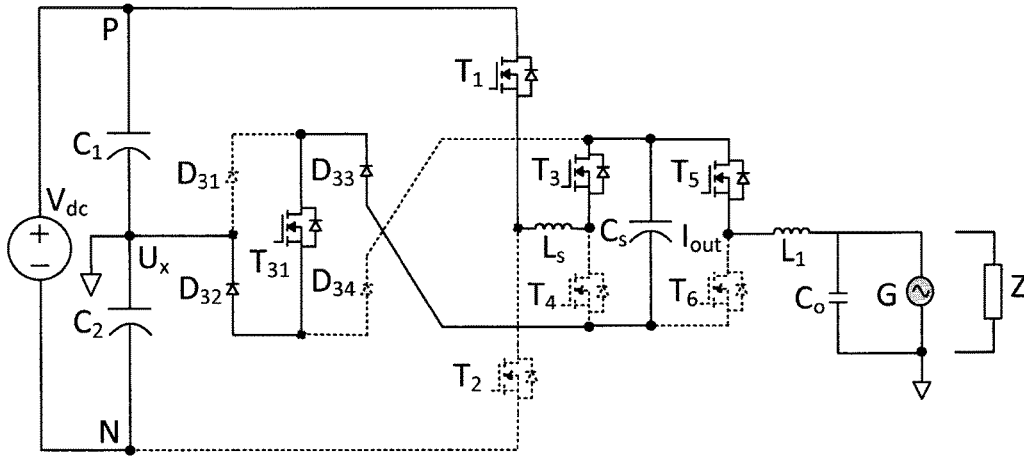 P
T1
C1
D31
D33
T3
T5
Vdc
+
−
Ux
T31
Ls
Cs
Iout
L1
D32
D34
T4
T6
Co
G
Z
C2
T2
N